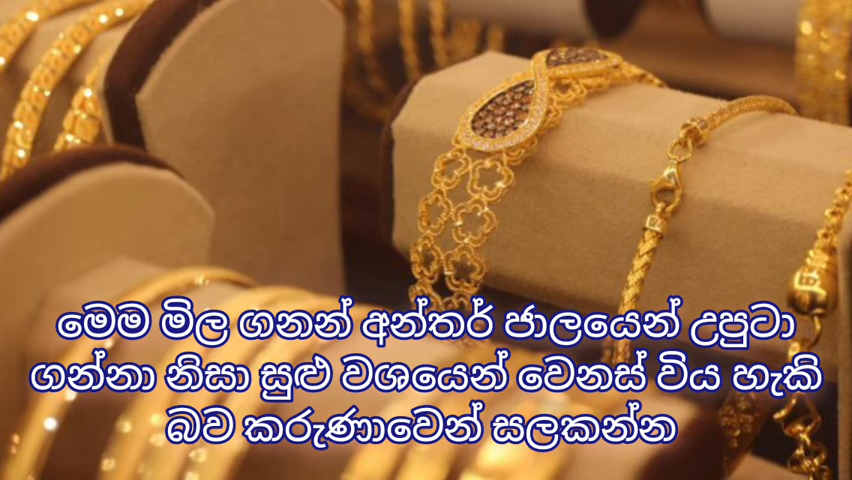 මෙම මිල ගනන් අන්තර් ජාලයෙන් උපුටා
ගන්නා නිසා සුළු වශයෙන් වෙනස් විය හැකි
බව කරුණාවෙන් සලකන්න